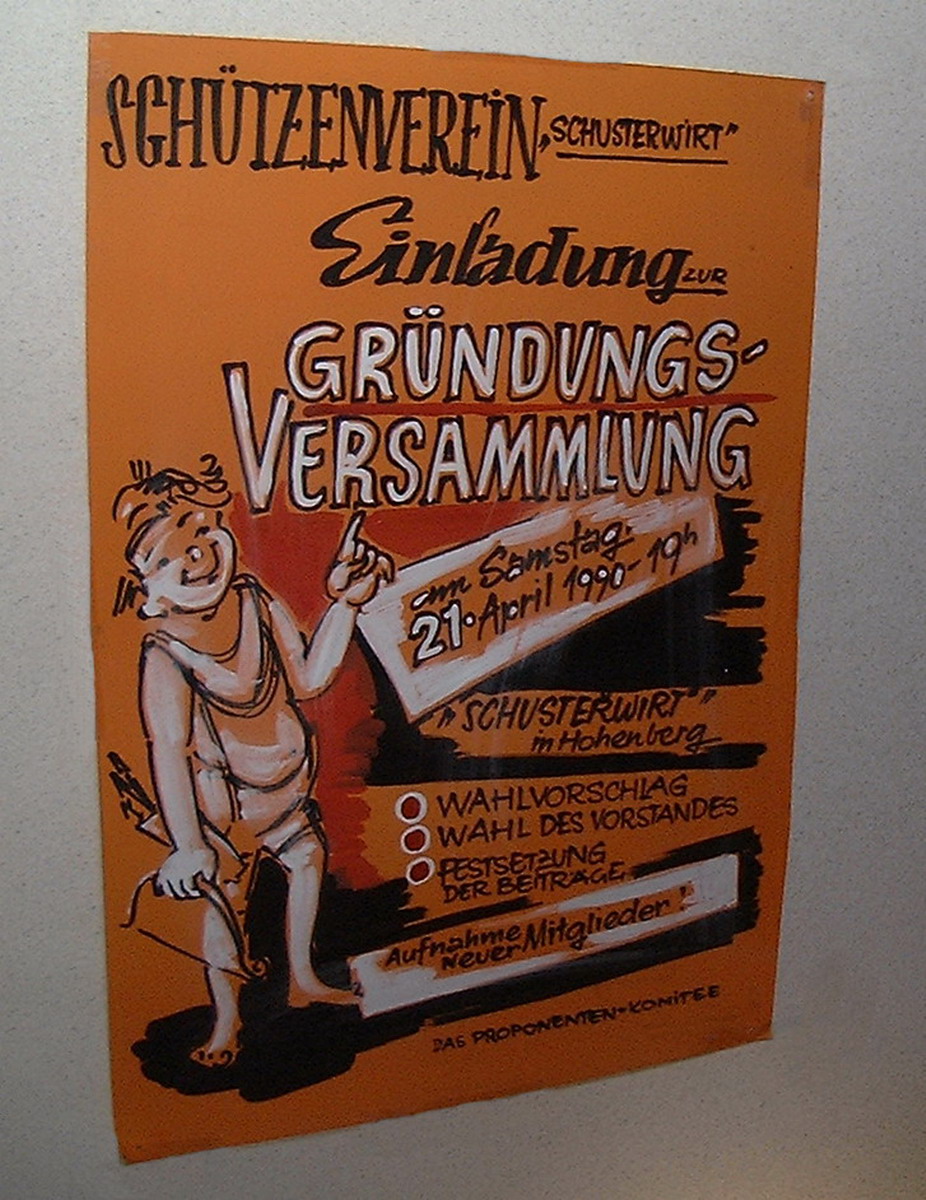 SCHÜTZENVEREIN „SCHUSTERWIRT"
Einladung ZUR
GRÜNDUNGS-
VERSAMMLUNG
am Samstag
21. April 1990 - 19h
"SCHUSTERWIRT"
in Hohenberg
WAHLVORSCHLAG
WAHL DES VORSTANDES
FESTSETZUNG
DER BEITRÄGE
Aufnahme
neuer Mitglieder!
DAS PROPONENTEN-KOMITEE